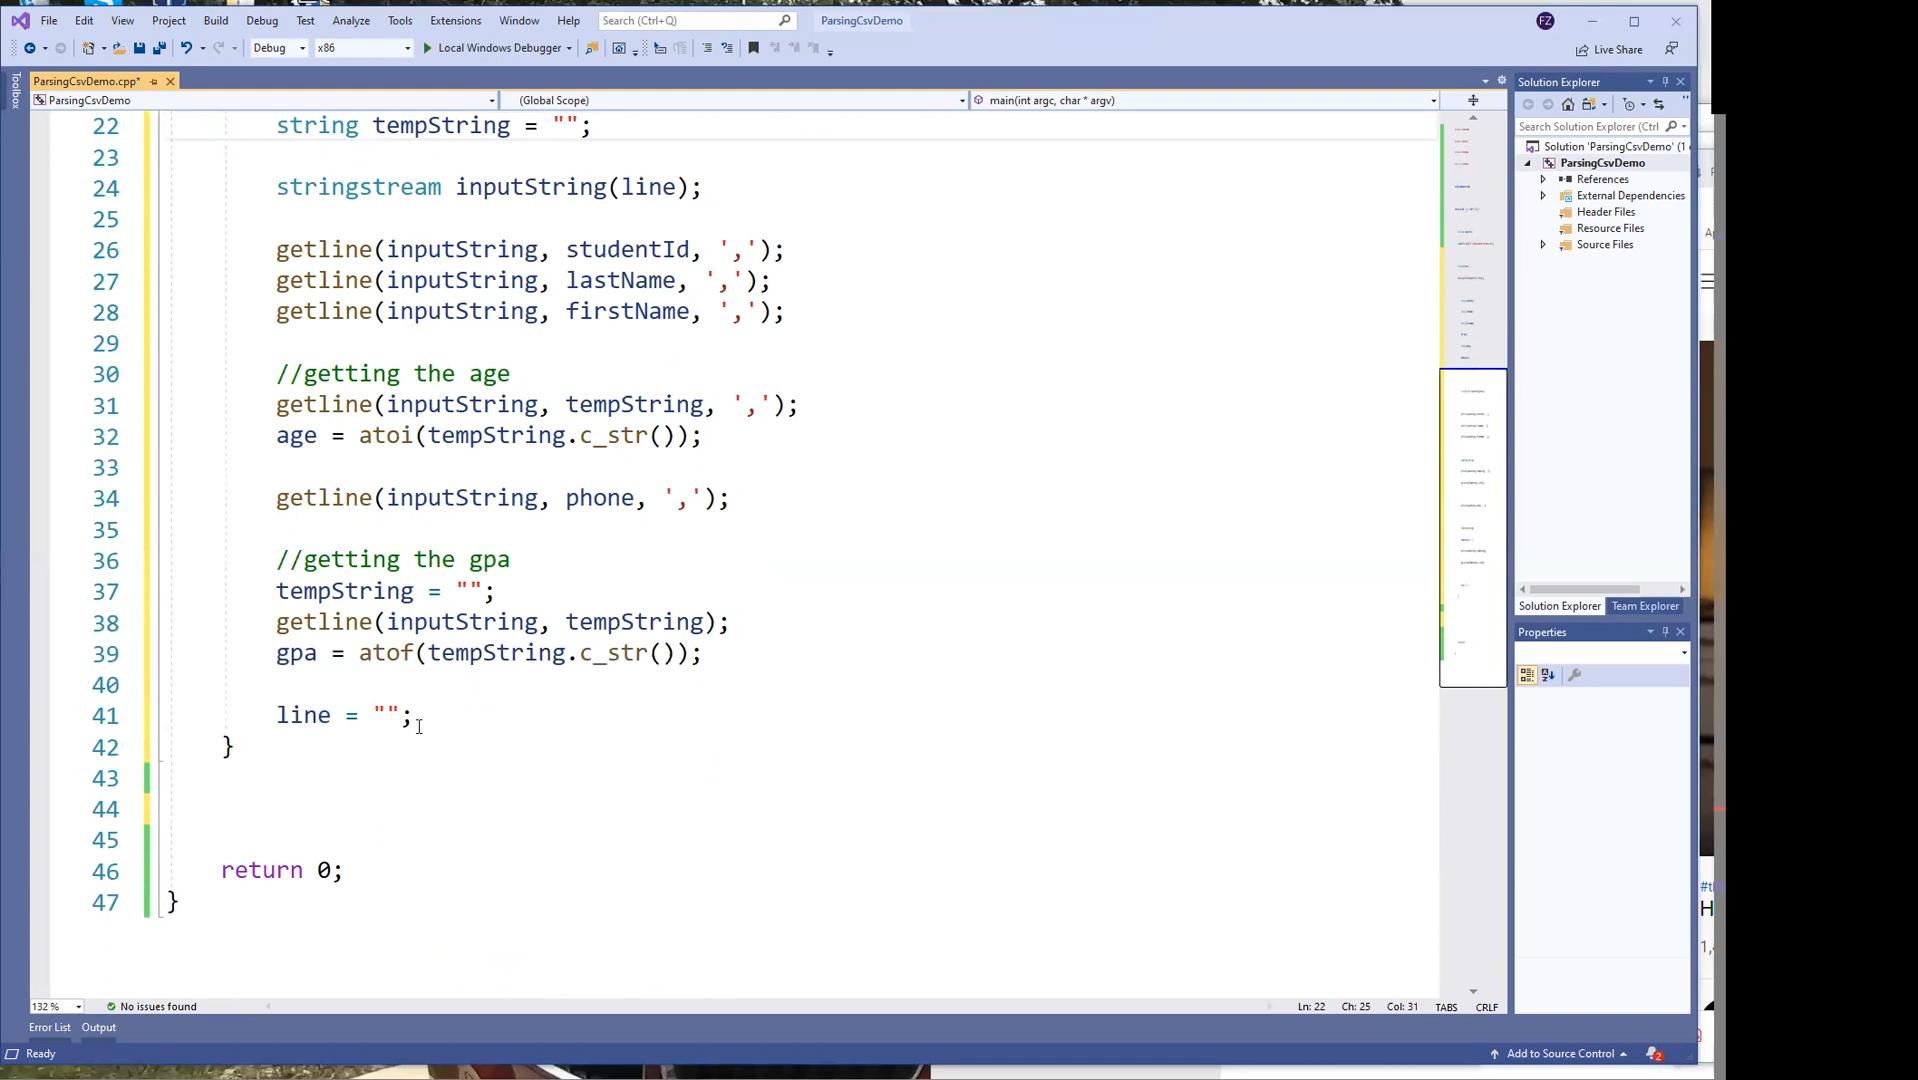 File Edit View Project Build Debug Test Analyze Tools Extensions Window Help Search (Ctrl+Q) ParsingCsvDemo FZ
Debug x86 Local Windows Debugger Live Share
Toolbox
ParsingCsvDemo.cpp*
ParsingCsvDemo (Global Scope) main(int argc, char * argv)
22 string tempString = "";
23
24 stringstream inputString(line);
25
26 getline(inputString, studentId, ',');
27 getline(inputString, lastName, ',');
28 getline(inputString, firstName, ',');
29
30 //getting the age
31 getline(inputString, tempString, ',');
32 age = atoi(tempString.c_str());
33
34 getline(inputString, phone, ',');
35
36 //getting the gpa
37 tempString = "";
38 getline(inputString, tempString);
39 gpa = atof(tempString.c_str());
40
41 line = "";
42 }
43
44
45
46 return 0;
47 }
Solution Explorer
Search Solution Explorer (Ctrl
Solution 'ParsingCsvDemo' (1
ParsingCsvDemo
References
External Dependencies
Header Files
Resource Files
Source Files
Solution Explorer Team Explorer
Properties
132 % No issues found Ln: 22 Ch: 25 Col: 31 TABS CRLF
Error List Output
Ready Add to Source Control 2